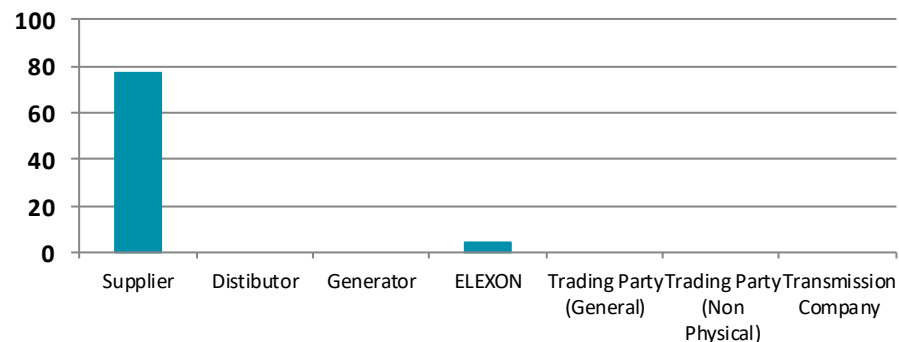 100
80
60
40
20
0
Supplier Distibutor Generator ELEXON Trading Party Trading Party Transmission
(General) (Non Company
Physical)